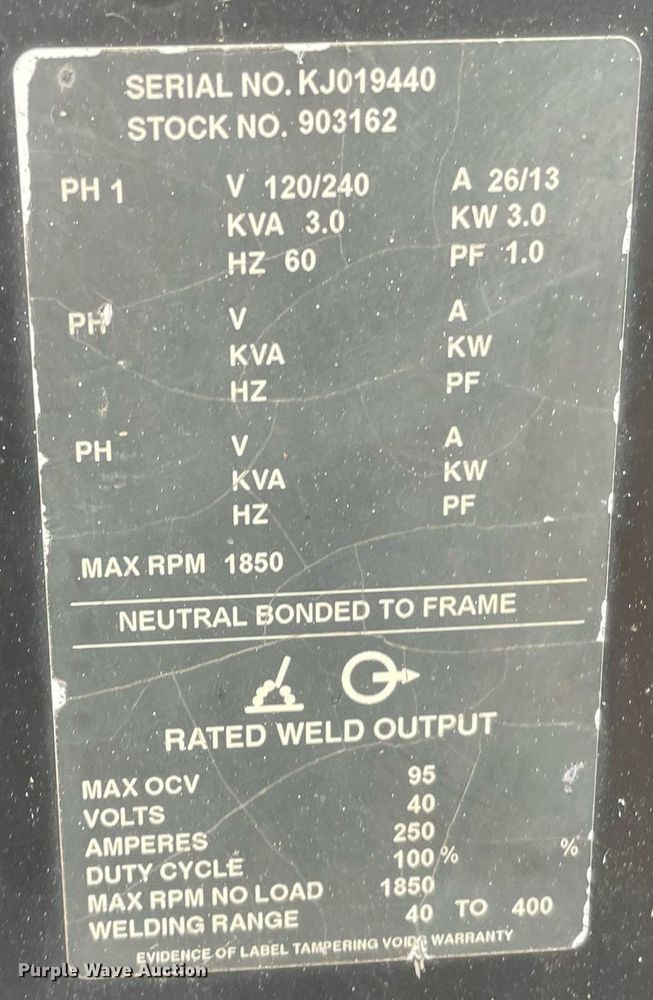 SERIAL NO. KJ019440
STOCK NO. 903162
PH 1 V 120/240 A 26/13
KVA 3.0 KW 3.0
HZ 60 PF 1.0
PH V A
KVA KW
HZ PF
PH V A
KVA KW
HZ PF
MAX RPM 1850
NEUTRAL BONDED TO FRAME
RATED WELD OUTPUT
MAX OCV 95
VOLTS 40
AMPERES 250
DUTY CYCLE 100 % %
MAX RPM NO LOAD 1850
WELDING RANGE 40 TO 400
EVIDENCE OF LABEL TAMPERING VOIDS WARRANTY
Purple Wave Auction